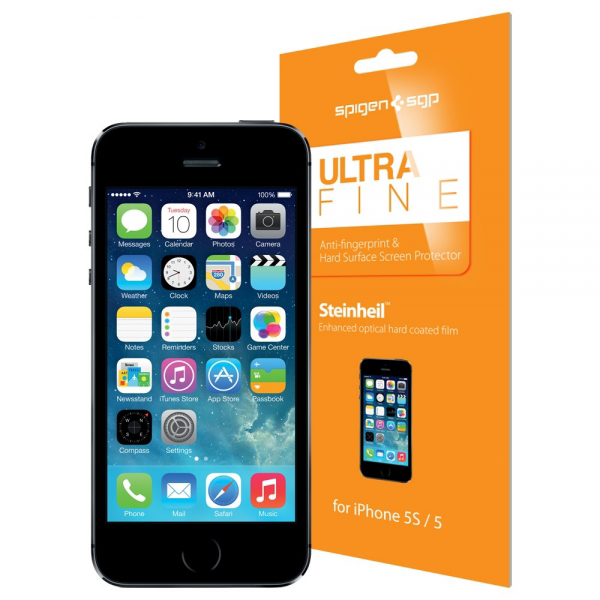 9:41 AM
100%
Tuesday
10
Messages
Calendar
Photos
Camera
280
Weather
Clock
Maps
Videos
Notes
Reminders
Stocks
Game Center
Newsstand
iTunes Store
App Store
Passbook
Compass
Settings
Phone
Mail
Safari
Music
spigen sgp
ULTRA
FINE
Anti-fingerprint &
Hard Surface Screen Protector
Steinheil™
Enhanced optical hard coated film
for iPhone 5S / 5